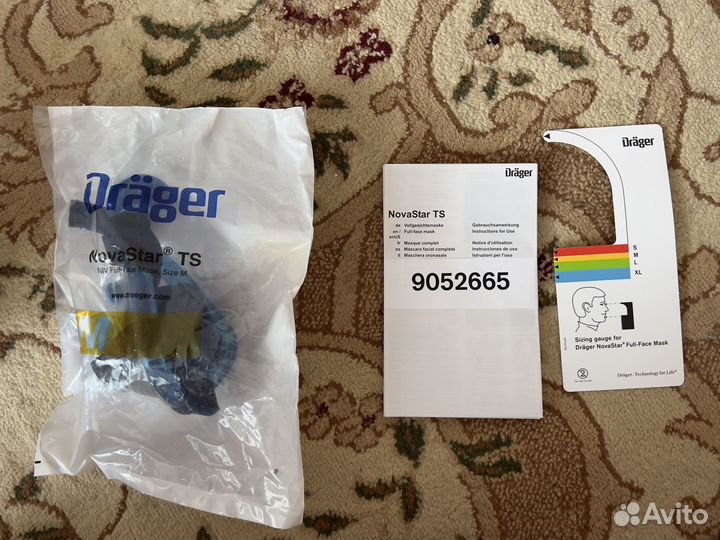 Dräger
NovaStar® TS
NIV Full-Face Mask, Size M
www.draeger.com
M
Dräger
Dräger
NovaStar TS
de Vollgesichtsmaske Gebrauchsanweisung
en / enUS Full-face mask Instructions for Use
fr Masque complet Notice d'utilisation
es Máscara facial completa Instrucciones de uso
it Maschera oronasale Istruzioni per l'uso
9052665
Dräger
S
M
L
XL
Sizing gauge for
Dräger NovaStar® Full-Face Mask
Dräger. Technology for Life®
Avito